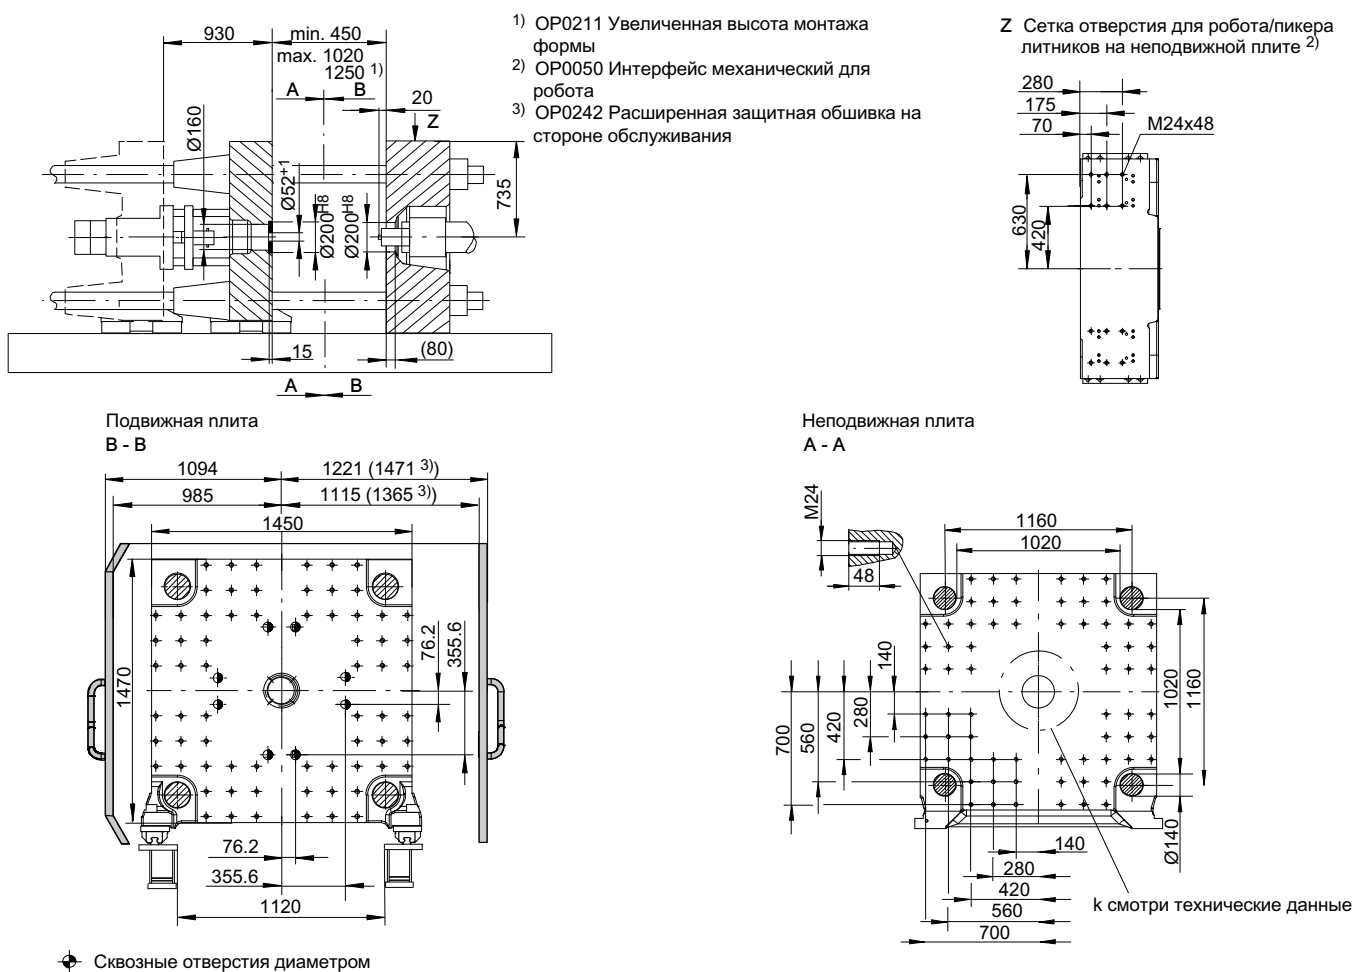 930
min. 450
max. 1020
1250 1)
A B
20
Z
Ø160
Ø52+1
Ø200H8
Ø200H8
735
15
(80)
A B
1) OP0211 Увеличенная высота монтажа
формы
2) OP0050 Интерфейс механический для
робота
3) OP0242 Расширенная защитная обшивка на
стороне обслуживания
Z Сетка отверстия для робота/пикера
литников на неподвижной плите 2)
280
175
70
M24x48
630
420
Подвижная плита
B - B
1094
1221 (1471 3))
985
1115 (1365 3))
1450
1470
76.2
355.6
76.2
355.6
1120
Сквозные отверстия диаметром
Неподвижная плита
A - A
M24
48
1160
1020
140
280
420
560
700
1020
1160
Ø140
140
280
420
560
700
k смотри технические данные